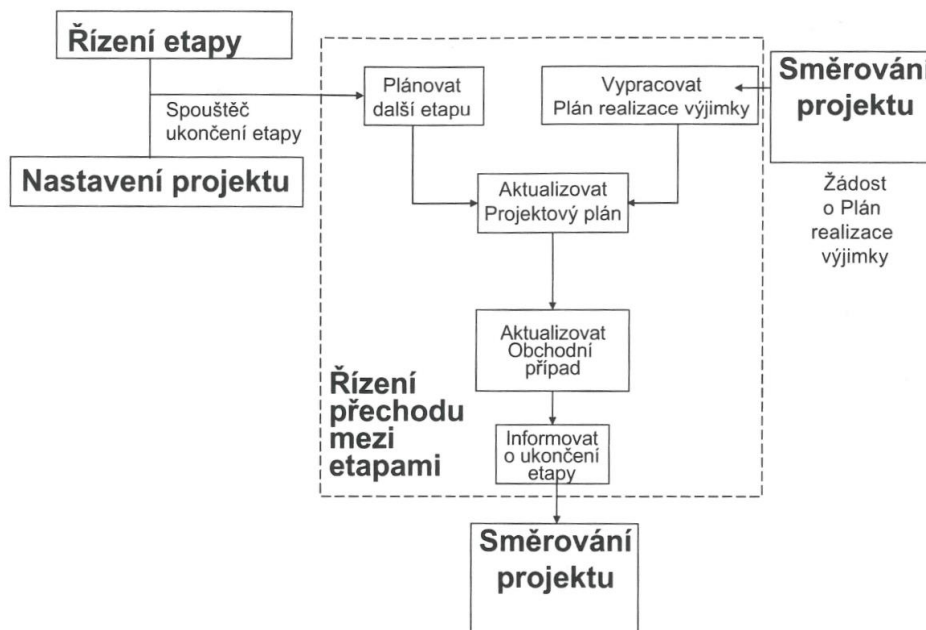 Řízení etapy
Spouštěč
ukončení etapy
Nastavení projektu
Plánovat
další etapu
Vypracovat
Plán realizace výjimky
Směrování
projektu
Žádost
o Plán
realizace
výjimky
Aktualizovat
Projektový plán
Aktualizovat
Obchodní
případ
Řízení
přechodu
mezi
etapami
Informovat
o ukončení
etapy
Směrování
projektu